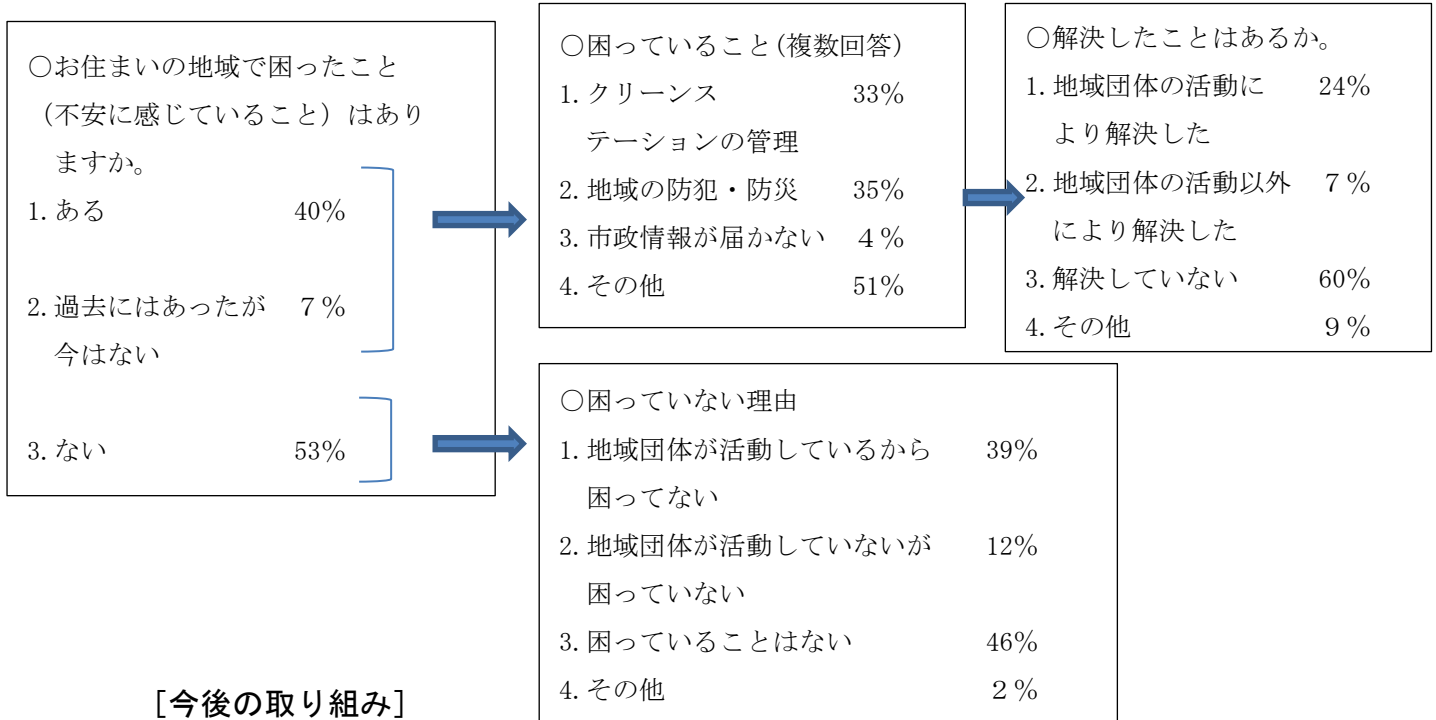 ○お住まいの地域で困ったこと
（不安に感じていること）はあり
ますか。
1.ある 40％
2.過去にはあったが ７％
今はない
3.ない 53％
○困っていること(複数回答)
1.クリーンス 33％
テーションの管理
2.地域の防犯・防災 35％
3.市政情報が届かない ４％
4.その他 51％
○解決したことはあるか。
1.地域団体の活動に 24％
より解決した
2.地域団体の活動以外 ７％
により解決した
3.解決していない 60％
4.その他 ９％
○困っていない理由
1.地域団体が活動しているから 39％
困ってない
2.地域団体が活動していないが 12％
困っていない
3.困っていることはない 46％
4.その他 ２％
［今後の取り組み］